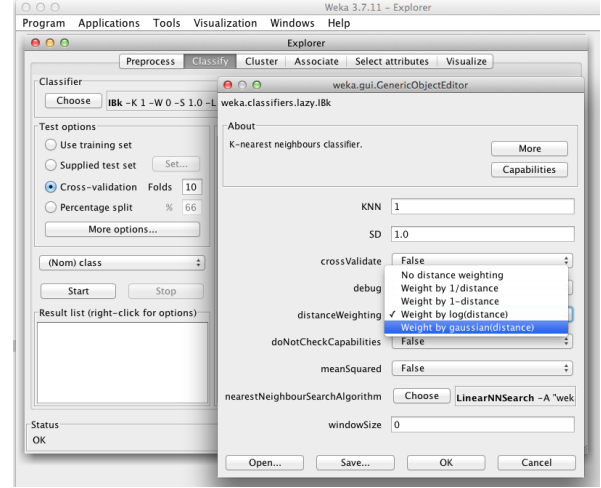 Weka 3.7.11 – Explorer
Program Applications Tools Visualization Windows Help
Explorer
Preprocess Classify Cluster Associate Select attributes Visualize
Classifier
Choose IBk -K 1 -W 0 -S 1.0 -L
Test options
Use training set
Supplied test set Set...
Cross-validation Folds 10
Percentage split % 66
More options...
(Nom) class
Start Stop
Result list (right-click for options)
Status
OK
weka.gui.GenericObjectEditor
weka.classifiers.lazy.IBk
About
K-nearest neighbours classifier.
More
Capabilities
KNN 1
SD 1.0
crossValidate False
debug
No distance weighting
Weight by 1/distance
Weight by 1-distance
distanceWeighting ✓ Weight by log(distance)
Weight by gaussian(distance)
doNotCheckCapabilities False
meanSquared False
nearestNeighbourSearchAlgorithm Choose LinearNNSearch -A "wek
windowSize 0
Open... Save... OK Cancel